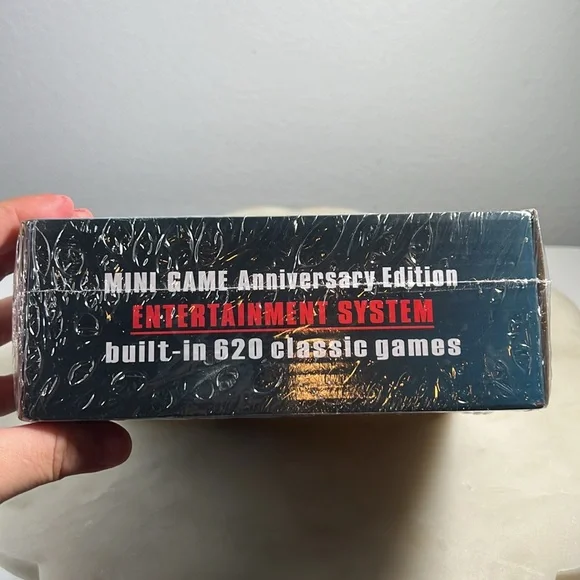 MINI GAME Anniversary Edition
ENTERTAINMENT SYSTEM
built-in 620 classic games